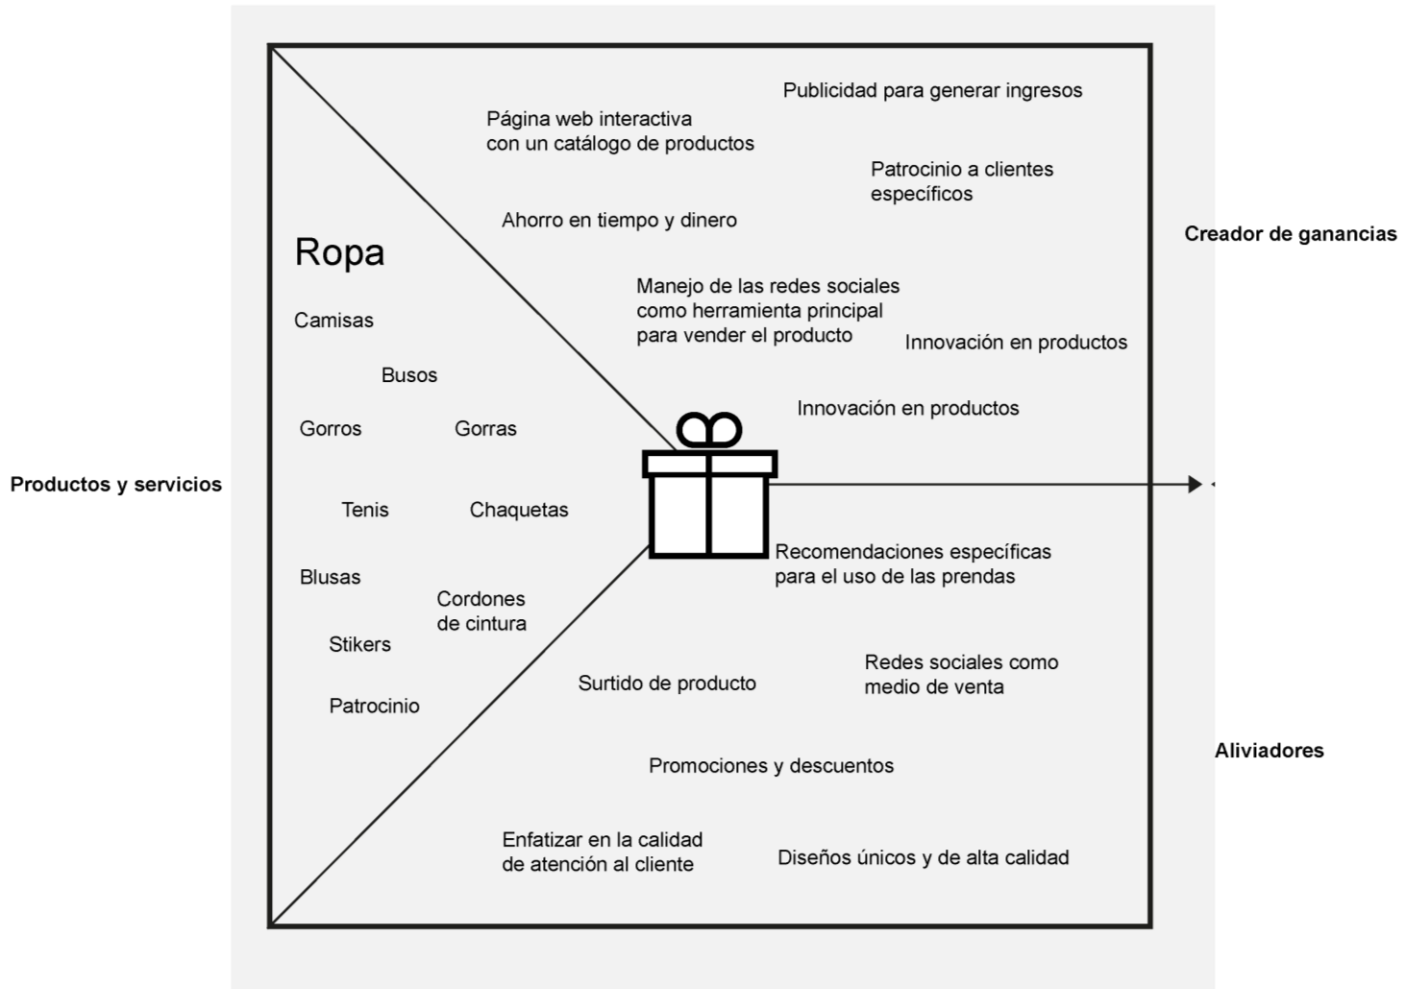 Productos y servicios
Ropa
Camisas
Busos
Gorros
Gorras
Tenis
Chaquetas
Blusas
Cordones
de cintura
Stikers
Patrocinio
Publicidad para generar ingresos
Página web interactiva
con un catálogo de productos
Patrocinio a clientes
específicos
Ahorro en tiempo y dinero
Manejo de las redes sociales
como herramienta principal
para vender el producto
Innovación en productos
Innovación en productos
Creador de ganancias
Recomendaciones específicas
para el uso de las prendas
Redes sociales como
medio de venta
Surtido de producto
Promociones y descuentos
Enfatizar en la calidad
de atención al cliente
Diseños únicos y de alta calidad
Aliviadores